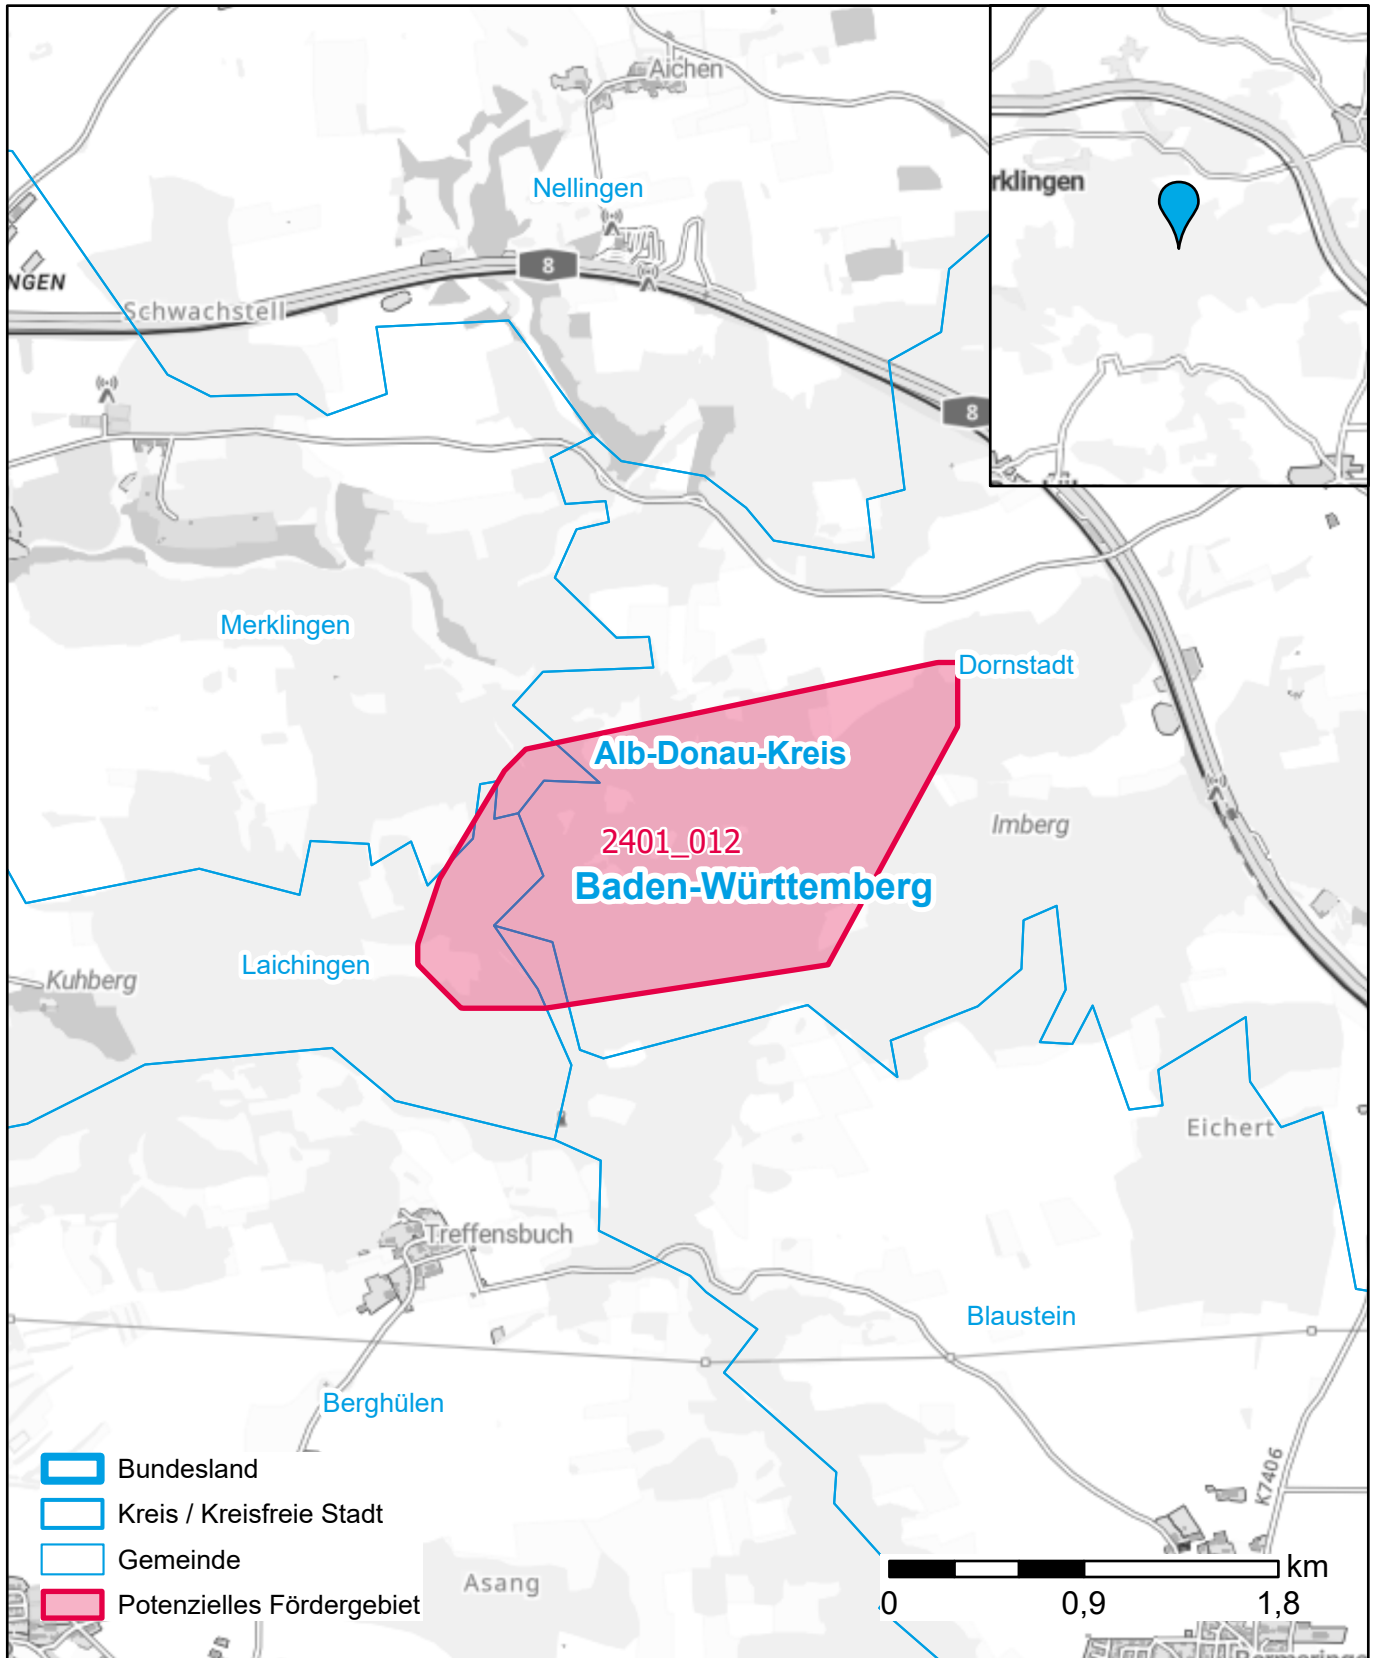 Aichen
Nellingen
rklingen
8
NGEN
Schwachstell
8
Merklingen
Dornstadt
Alb-Donau-Kreis
Imberg
2401_012
Baden-Württemberg
Laichingen
Kuhberg
Eichert
Treffensbuch
Blaustein
Berghülen
K7406
Bundesland
Kreis / Kreisfreie Stadt
Gemeinde
Potenzielles Fördergebiet
Asang
km
0
0,9
1,8